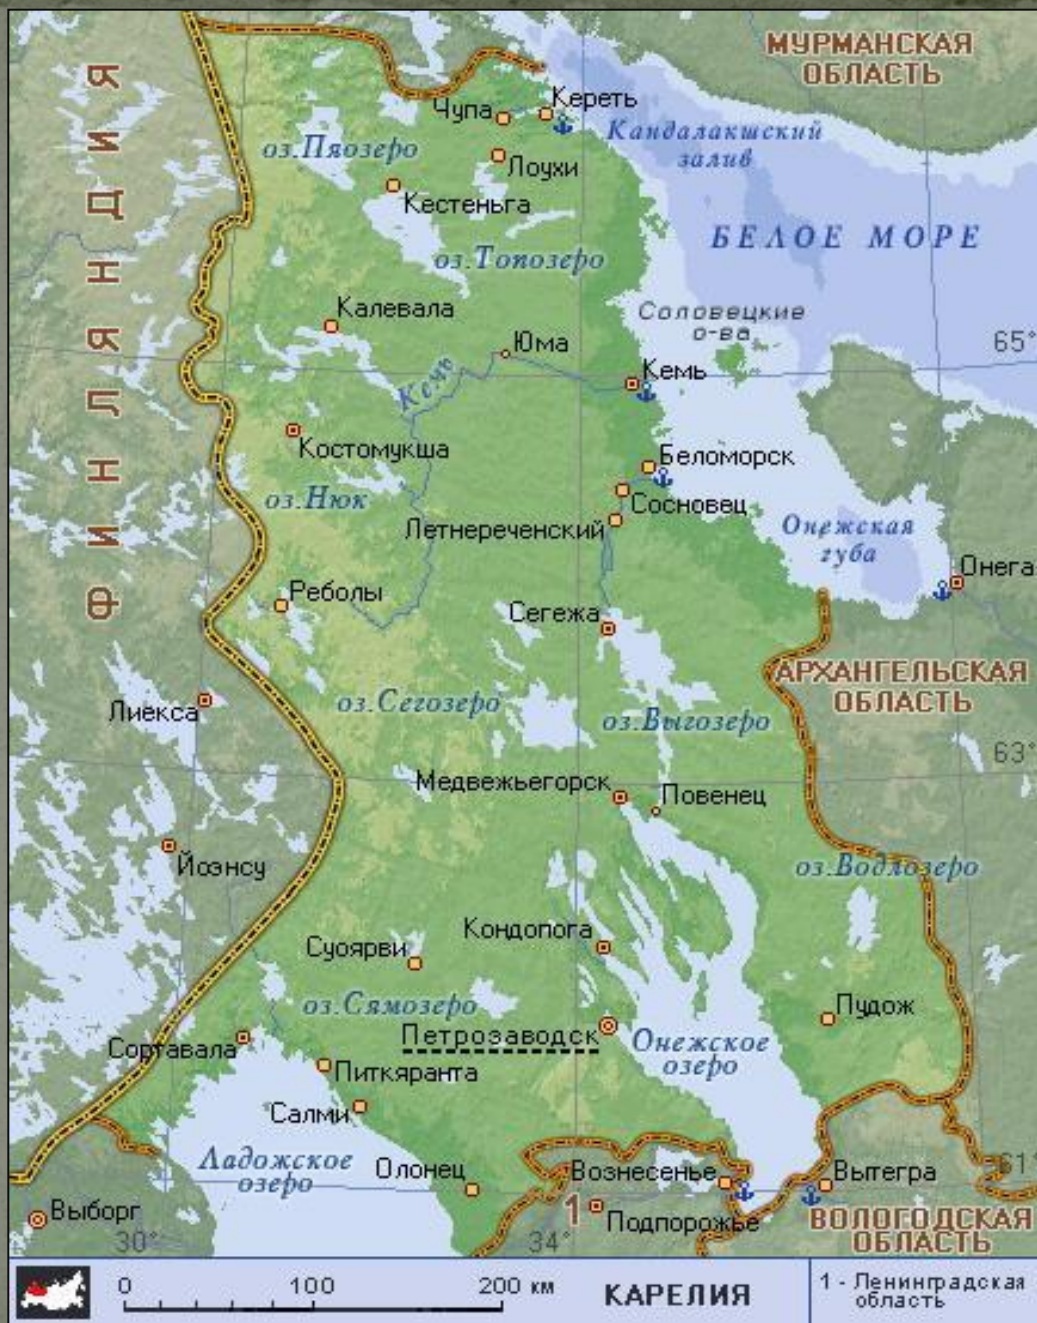 МУРМАНСКАЯ
ОБЛАСТЬ
ФИНЛЯНДИЯ
Чупа
Кереть
Кандалакшский
залив
оз.Пяозеро
Лоухи
Кестеньга
БЕЛОЕ МОРЕ
оз.Топозеро
Калевала
Соловецкие
о-ва
Юма
65°
Кемь
Кемь
Костомукша
Беломорск
оз.Нюк
Сосновец
Летнереченский
Онежская
губа
Онега
Реболы
Сегежа
АРХАНГЕЛЬСКАЯ
ОБЛАСТЬ
Лиекса
оз.Сегозеро
оз.Выгозеро
63°
Медвежьегорск
Повенец
Йоэнсу
оз.Водлозеро
Кондопога
Суоярви
оз.Сямозеро
Пудож
Петрозаводск
Онежское
озеро
Сортавала
Питкяранта
Салми
Ладожское
озеро
Олонец
Вознесенье
Вытегра
61°
Выборг
1
Подпорожье
ВОЛОГОДСКАЯ
ОБЛАСТЬ
30°
34°
0 100 200 км
КАРЕЛИЯ
1 - Ленинградская
область